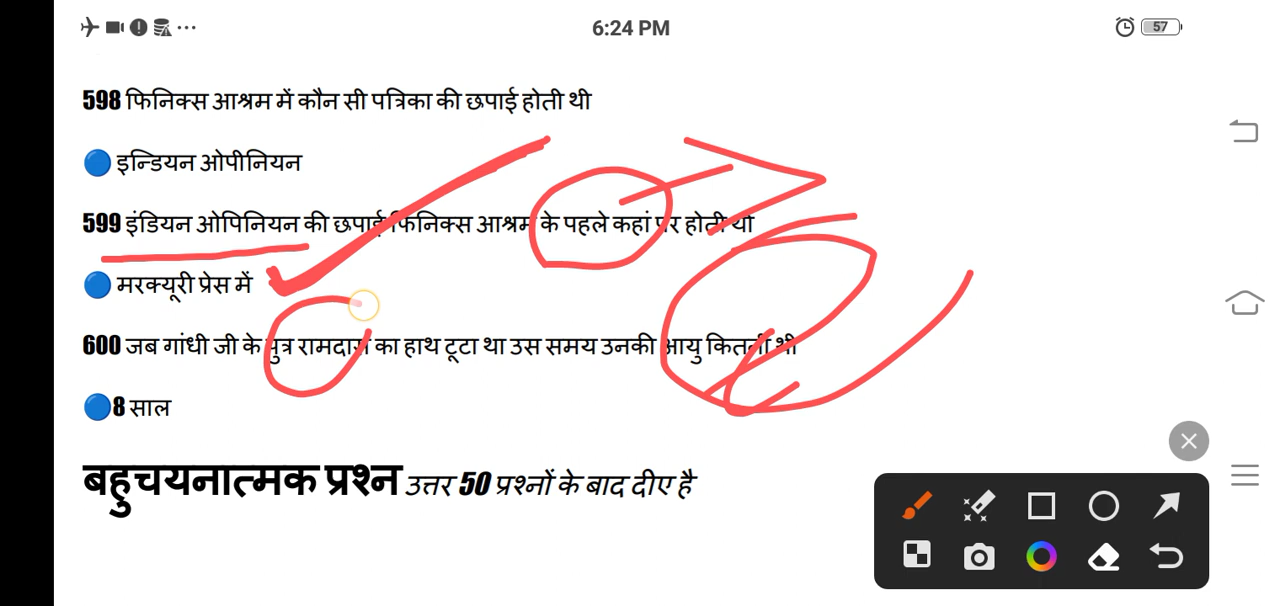 6:24 PM
57
598 फिनिक्स आश्रम में कौन सी पत्रिका की छपाई होती थी
इन्डियन ओपीनियन
599 इंडियन ओपिनियन की छपाई फिनिक्स आश्रम के पहले कहां पर होती थी
मरक्यूरी प्रेस में
600 जब गांधी जी के पुत्र रामदास का हाथ टूटा था उस समय उनकी आयु कितनी थी
8 साल
बहुचयनात्मक प्रश्न उत्तर 50 प्रश्नों के बाद दीए है